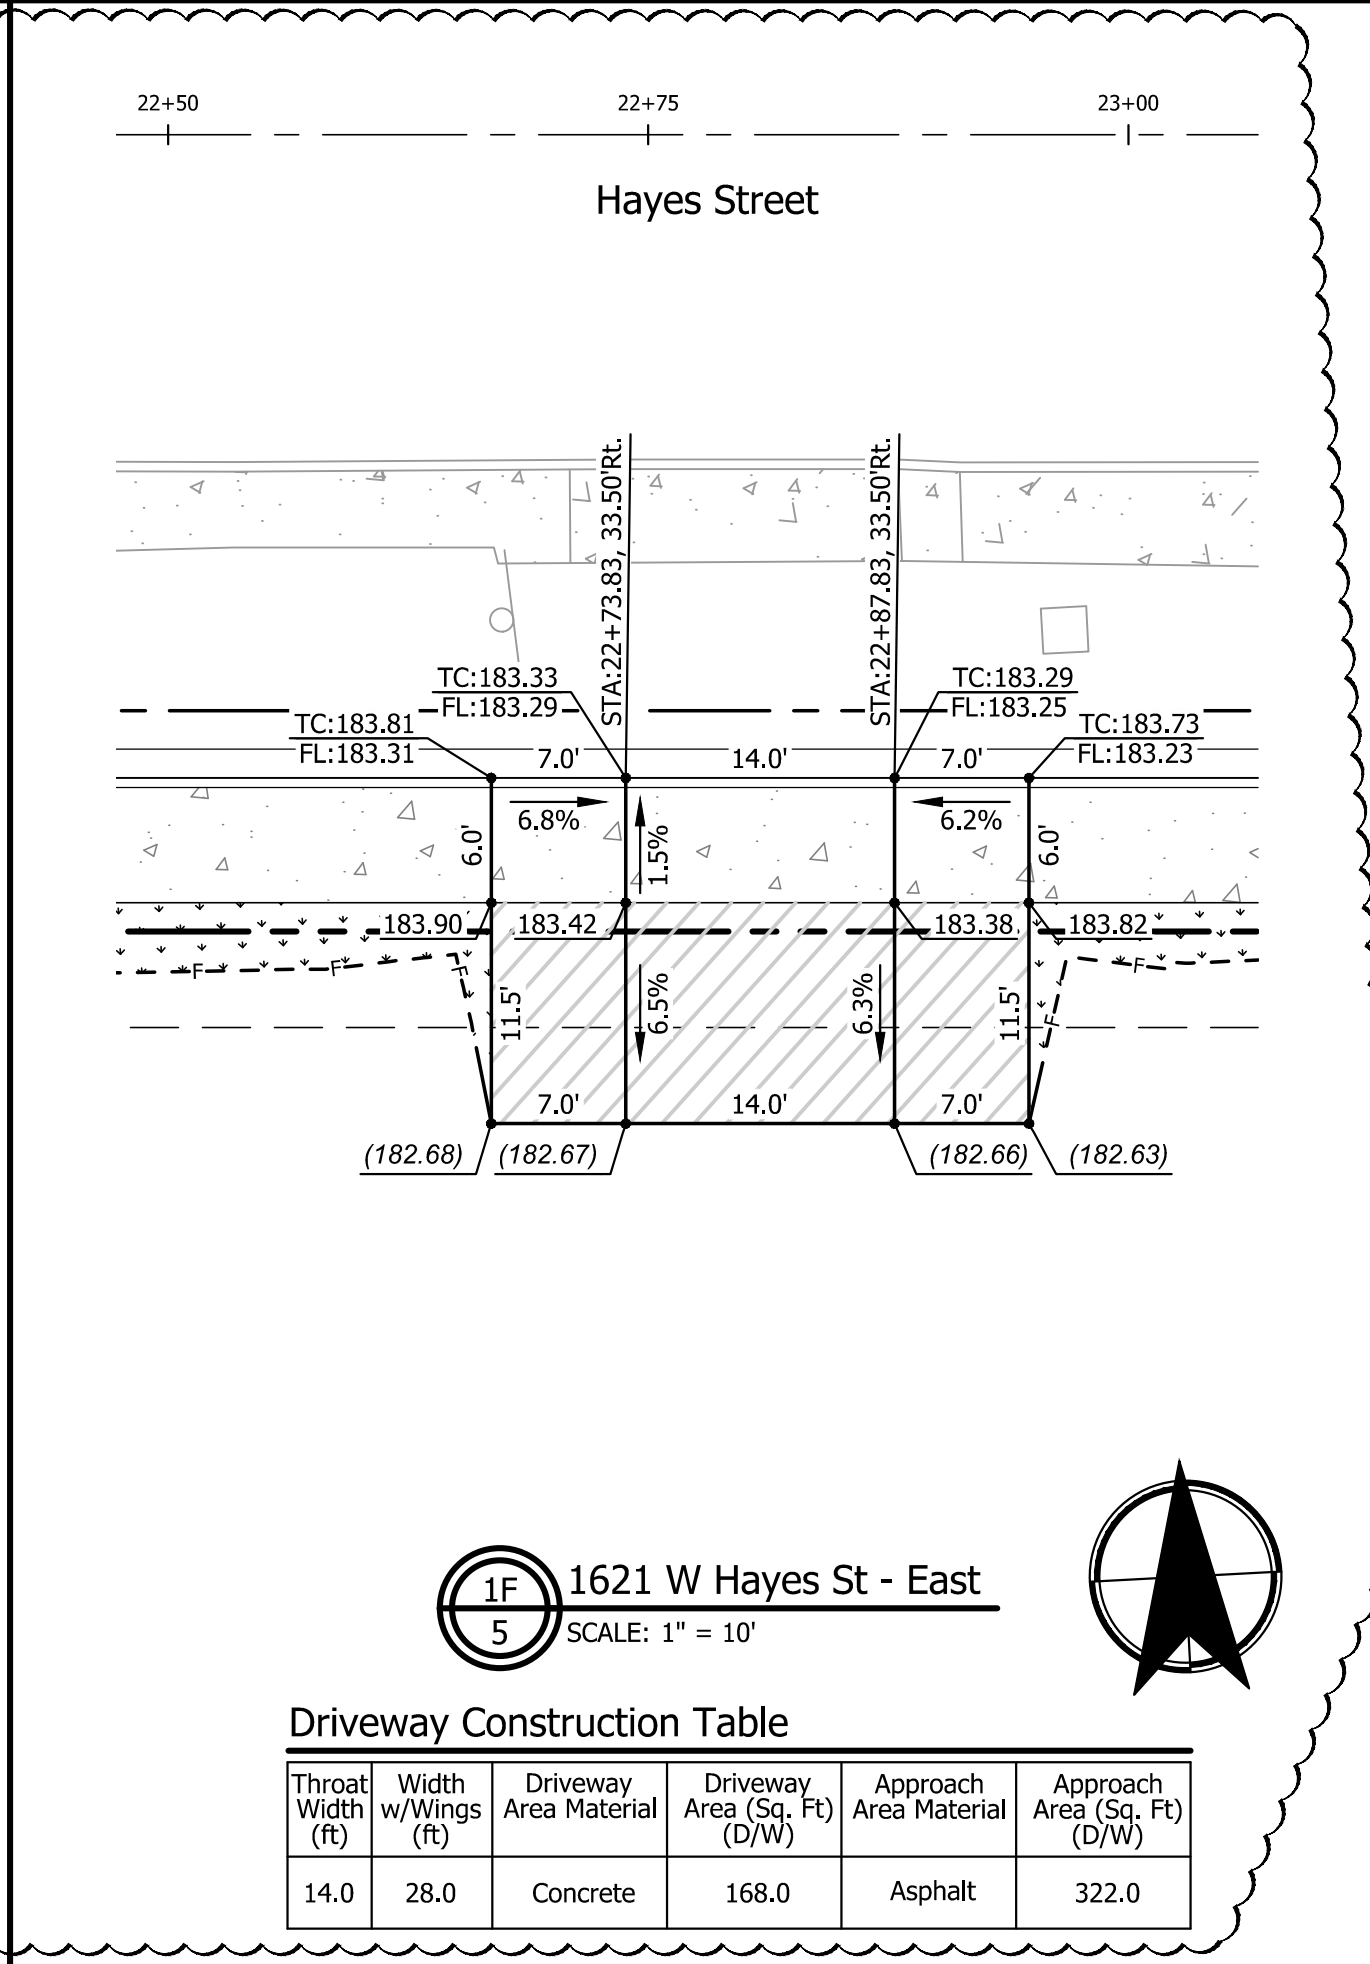 22+50
22+75
23+00
Hayes Street
STA:22+73.83, 33.50'Rt.
STA:22+87.83, 33.50'Rt.
TC:183.33
FL:183.29
TC:183.29
FL:183.25
TC:183.81
FL:183.31
TC:183.73
FL:183.23
7.0'
14.0'
7.0'
6.8%
6.2%
6.0'
1.5%
6.0'
183.90
183.42
183.38
183.82
F
F
F
F
F
11.5'
6.5%
6.3%
11.5'
7.0'
14.0'
7.0'
(182.68)
(182.67)
(182.66)
(182.63)
1F
5
1621 W Hayes St - East
SCALE: 1" = 10'
Driveway Construction Table
Throat Width (ft)
Width w/Wings (ft)
Driveway Area Material
Driveway Area (Sq. Ft) (D/W)
Approach Area Material
Approach Area (Sq. Ft) (D/W)
14.0
28.0
Concrete
168.0
Asphalt
322.0